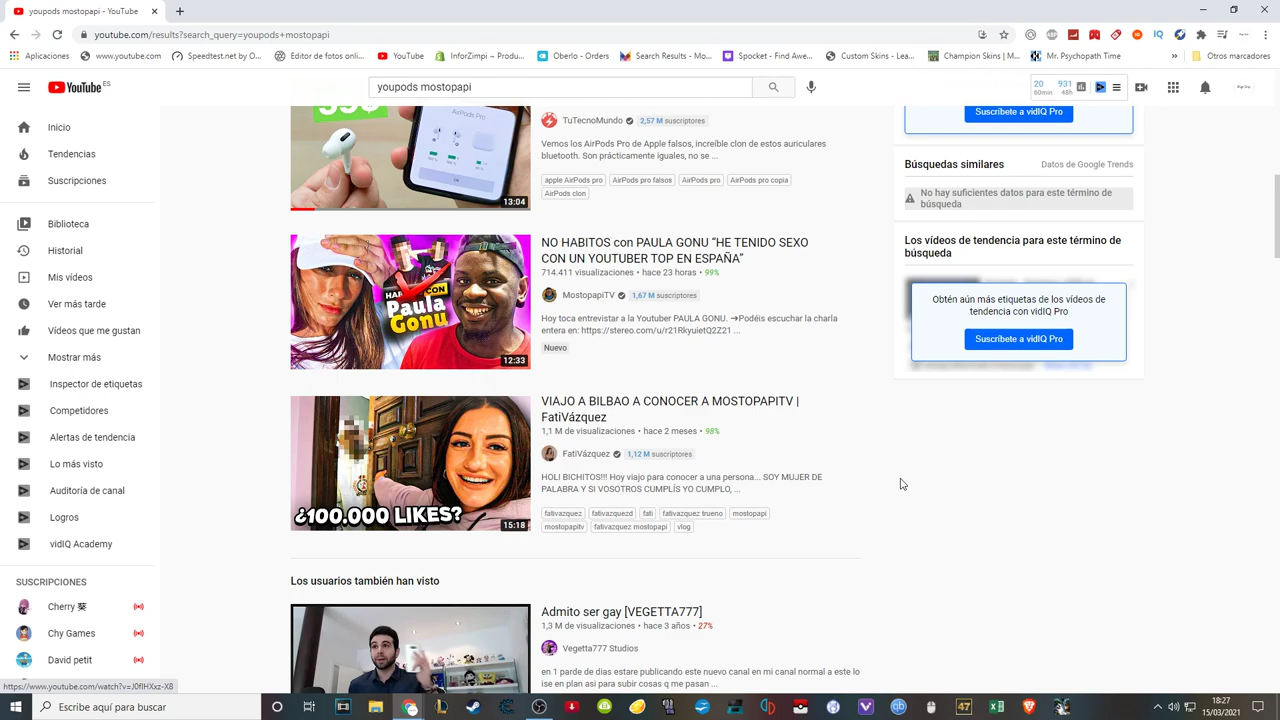 youpods mostopapi - YouTube
youtube.com/results?search_query=youpods+mostopapi
Aplicaciones
www.youtube.com
Speedtest.net by O...
Editor de fotos onli...
YouTube
InforZimpi - Produc...
Oberlo - Orders
Search Results - Mo...
Spocket - Find Awe...
Custom Skins - Lea...
Champion Skins | M...
Mr. Psychopath Time
»
Otros marcadores
YouTube ES
youpods mostopapi
20
60min
931
48h
Inicio
Tendencias
Suscripciones
Biblioteca
Historial
Mis vídeos
Ver más tarde
Vídeos que me gustan
Mostrar más
Inspector de etiquetas
Competidores
Alertas de tendencia
Lo más visto
Auditoría de canal
Logros
vidIQ Academy
SUSCRIPCIONES
Cherry 葵
Chy Games
David petit
https://www.youtube.com/watch?v=J0fIHXxz-X8
AirPods Pro
13:04
TuTecnoMundo
2,57 M suscriptores
Vemos los AirPods Pro de Apple falsos, increíble clon de estos auriculares
bluetooth. Son prácticamente iguales, no se ...
apple AirPods pro
AirPods pro falsos
AirPods pro
AirPods pro copia
AirPods clon
CON
Paula
Gonu
12:33
NO HABITOS con PAULA GONU “HE TENIDO SEXO
CON UN YOUTUBER TOP EN ESPAÑA”
714.411 visualizaciones • hace 23 horas • 99%
MostopapiTV
1,67 M suscriptores
Hoy toca entrevistar a la Youtuber PAULA GONU. ➔Podéis escuchar la charla
entera en: https://stereo.com/u/r21RkyuietQ2Z21 ...
Nuevo
¿100.000 LIKES?
15:18
VIAJO A BILBAO A CONOCER A MOSTOPAPITV |
FatiVázquez
1,1 M de visualizaciones • hace 2 meses • 98%
FatiVázquez
1,12 M suscriptores
HOLI BICHITOS!!! Hoy viajo para conocer a una persona... SOY MUJER DE
PALABRA Y SI VOSOTROS CUMPLÍS YO CUMPLO, ...
fativazquez
fativazquezd
fati
fativazquez trueno
mostopapi
mostopapitv
fativazquez mostopapi
vlog
Los usuarios también han visto
Admito ser gay [VEGETTA777]
1,3 M de visualizaciones • hace 3 años • 27%
Vegetta777 Studios
en 1 parde de dias estare publicando este nuevo canal en mi canal normal a este lo
ise en plan asi para subir cosas q me pasan ...
Suscríbete a vidIQ Pro
Búsquedas similares
Datos de Google Trends
No hay suficientes datos para este término de
búsqueda
Los vídeos de tendencia para este término de
búsqueda
Obtén aún más etiquetas de los vídeos de
tendencia con vidIQ Pro
Suscríbete a vidIQ Pro
Escribe aquí para buscar
18:27
15/03/2021